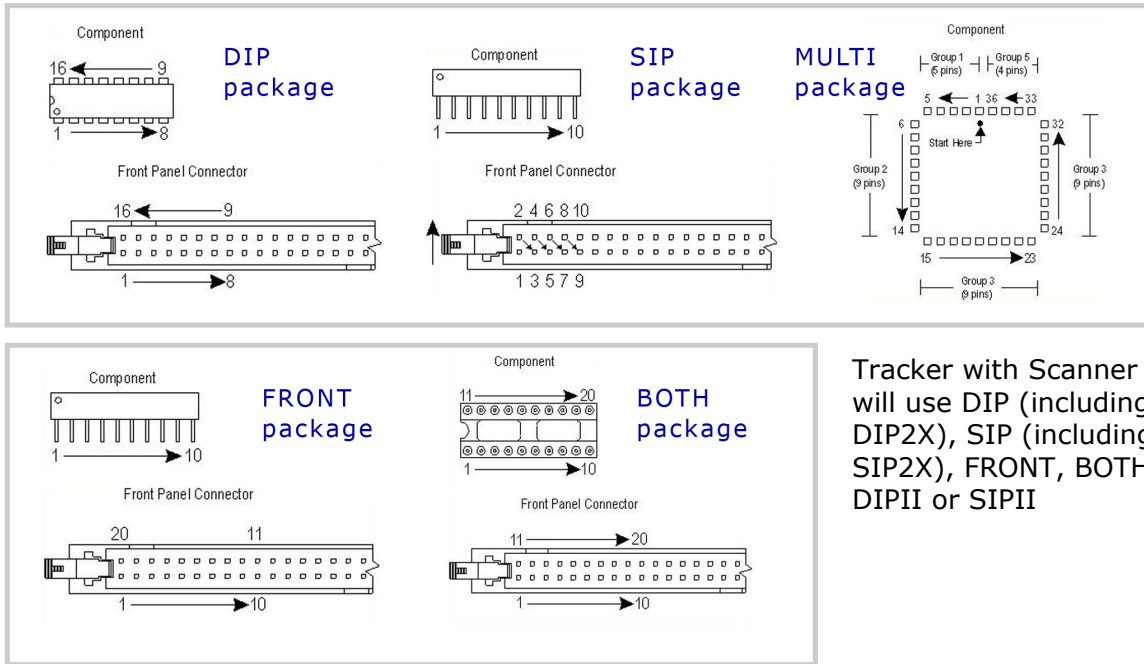 Component
16 9
1 8
DIP
package
Front Panel Connector
16 9
1 8
Component
1 10
SIP
package
Front Panel Connector
2 4 6 8 10
1 3 5 7 9
MULTI
package
Component
Group 1
(5 pins)
Group 5
(4 pins)
5 1 36 33
6 32
Start Here
Group 2
(9 pins)
Group 3
(9 pins)
14 24
15 23
Group 3
(9 pins)
Component
1 10
FRONT
package
Front Panel Connector
20 11
1 10
Component
11 20
1 10
BOTH
package
Front Panel Connector
11 20
1 10
Tracker with Scanner
will use DIP (including
DIP2X), SIP (including
SIP2X), FRONT, BOTH
DIPII or SIPII